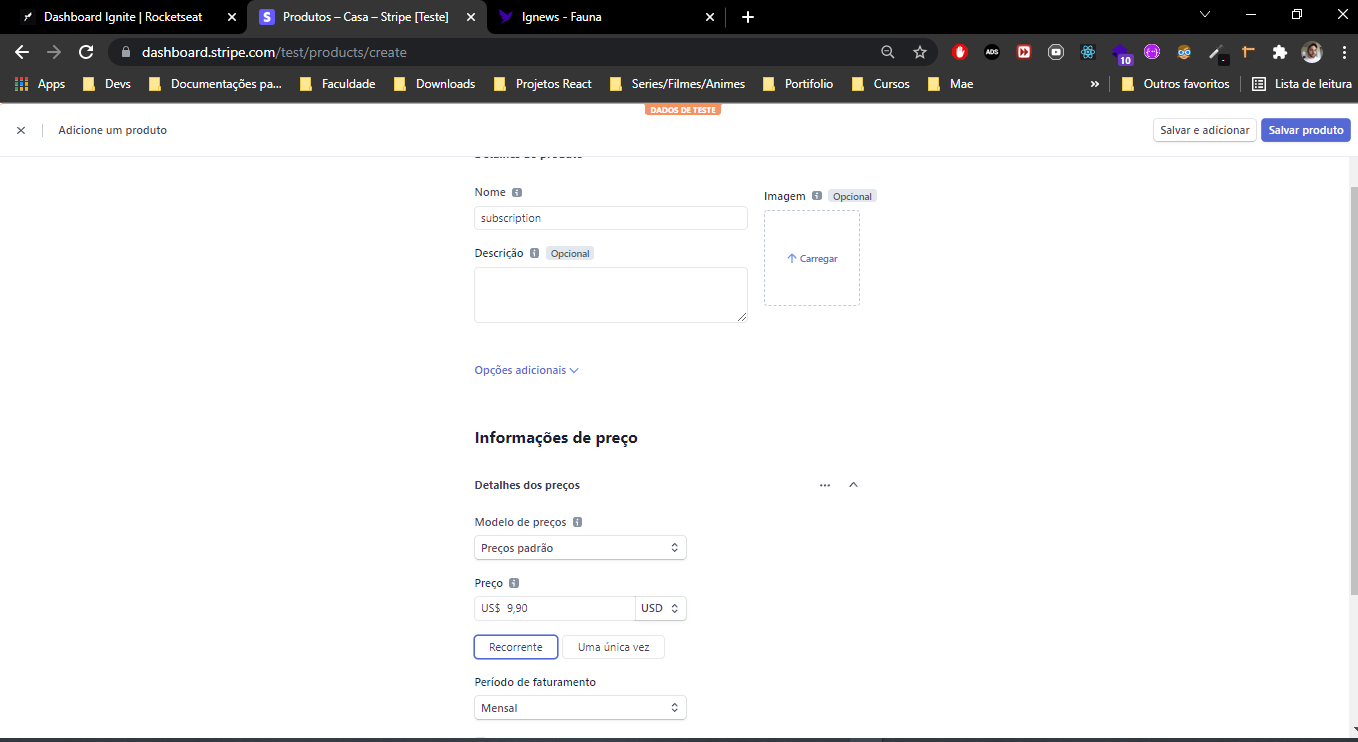 Dashboard Ignite | Rocketseat
Produtos – Casa – Stripe [Teste]
Ignews - Fauna
dashboard.stripe.com/test/products/create
ADS
10
Apps
Devs
Documentações pa...
Faculdade
Downloads
Projetos React
Series/Filmes/Animes
Portifolio
Cursos
Mae
»
Outros favoritos
Lista de leitura
DADOS DE TESTE
Adicione um produto
Salvar e adicionar
Salvar produto
Detalhes do produto
Nome
Imagem
Opcional
subscription
Descrição
Opcional
Carregar
Opções adicionais
Informações de preço
Detalhes dos preços
Modelo de preços
Preços padrão
Preço
US$ 9,90
USD
Recorrente
Uma única vez
Período de faturamento
Mensal